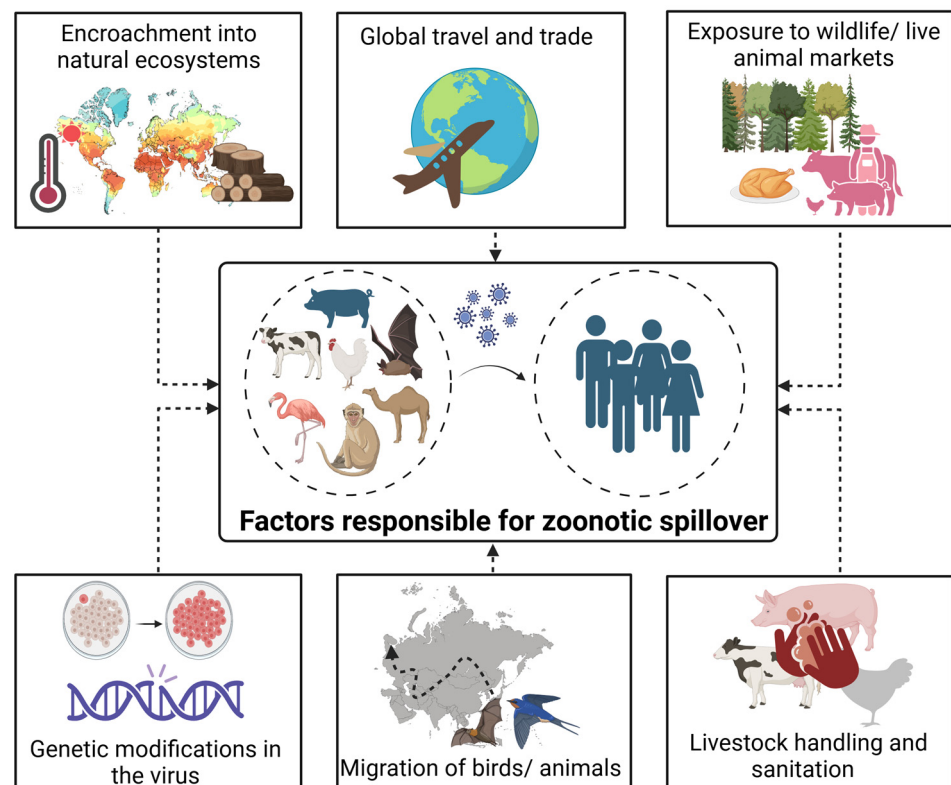 Encroachment into
natural ecosystems
Global travel and trade
Exposure to wildlife/ live
animal markets
Factors responsible for zoonotic spillover
Genetic modifications in
the virus
Migration of birds/ animals
Livestock handling and
sanitation